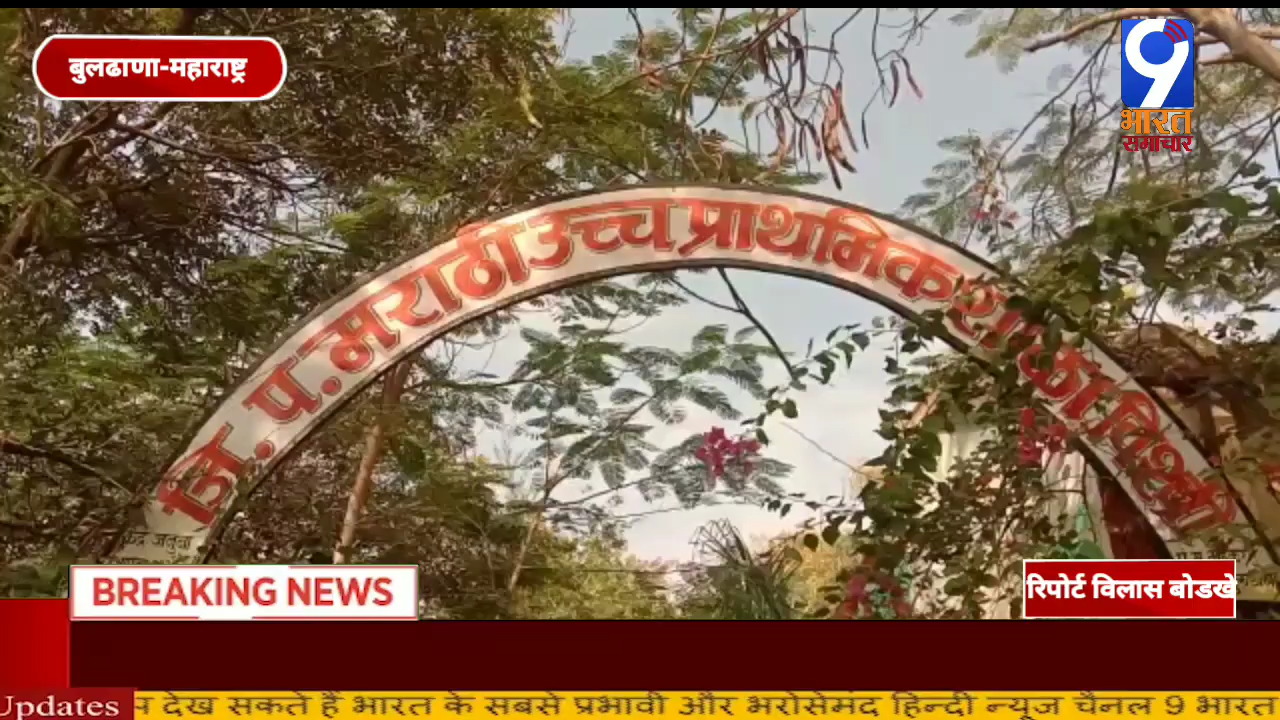 बुलढाणा-महाराष्ट्र
9
भारत
समाचार
जि. प. मराठी उच्च प्राथमिक शाळा
BREAKING NEWS
रिपोर्ट विलास बोडखे
Updates
देख सकते हैं भारत के सबसे प्रभावी और भरोसेमंद हिन्दी न्यूज चैनल 9 भारत